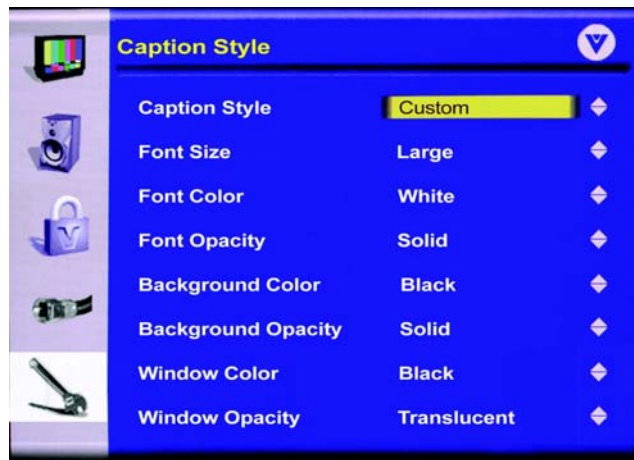 Caption Style
Caption Style Custom
Font Size Large
Font Color White
Font Opacity Solid
Background Color Black
Background Opacity Solid
Window Color Black
Window Opacity Translucent